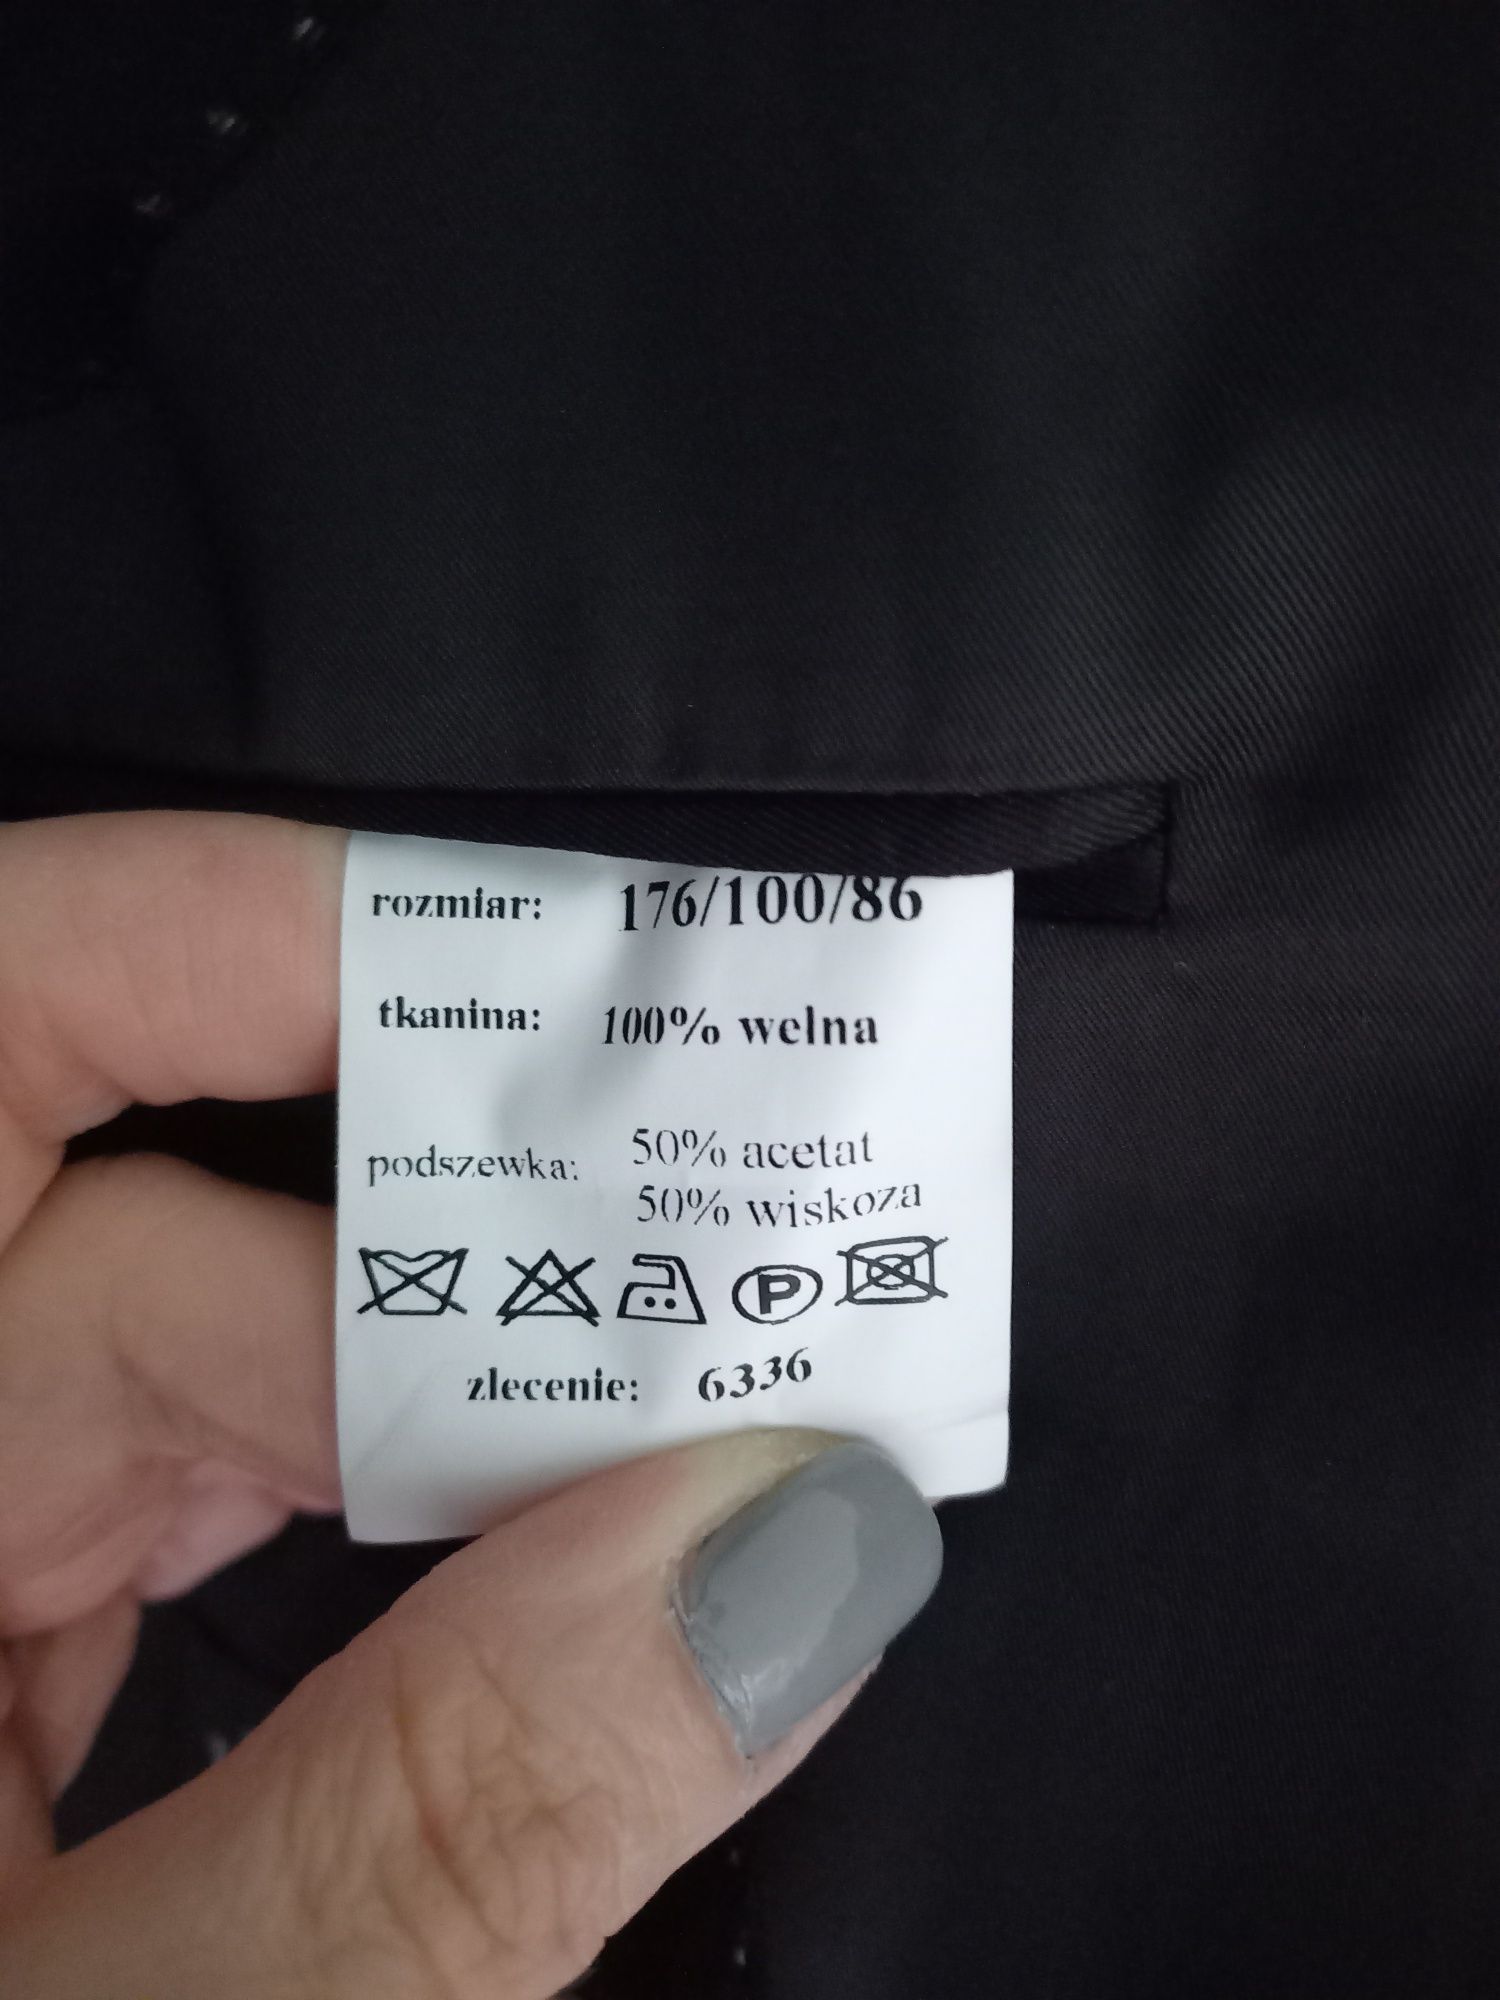 rozmiar: 176/100/86
tkanina: 100% welna
podszewka: 50% acetat
50% wiskoza
P
zlecenie: 6336